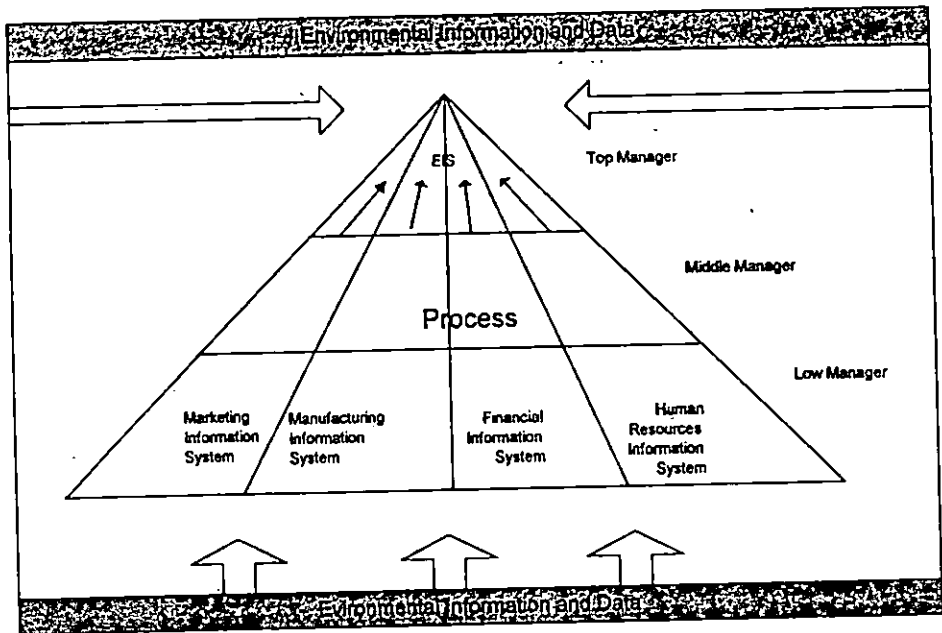 Environmental Information and Data
EIS
Top Manager
Middle Manager
Process
Low Manager
Marketing
Information
System
Manufacturing
Information
System
Financial
Information
System
Human
Resources
Information
System
Evironmental Information and Data